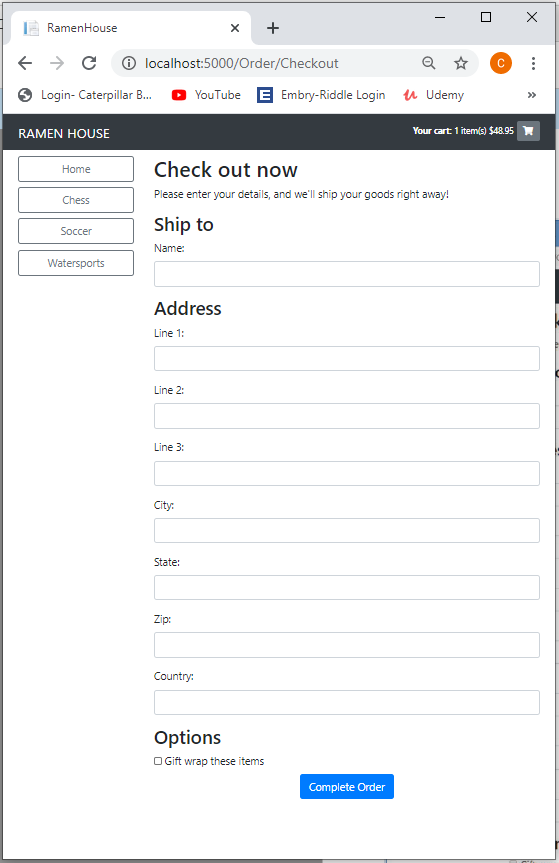 RamenHouse
localhost:5000/Order/Checkout
C
Login- Caterpillar B... YouTube Embry-Riddle Login Udemy »
RAMEN HOUSE Your cart: 1 item(s) $48.95
Home
Chess
Soccer
Watersports
Check out now
Please enter your details, and we'll ship your goods right away!
Ship to
Name:
Address
Line 1:
Line 2:
Line 3:
City:
State:
Zip:
Country:
Options
Gift wrap these items
Complete Order